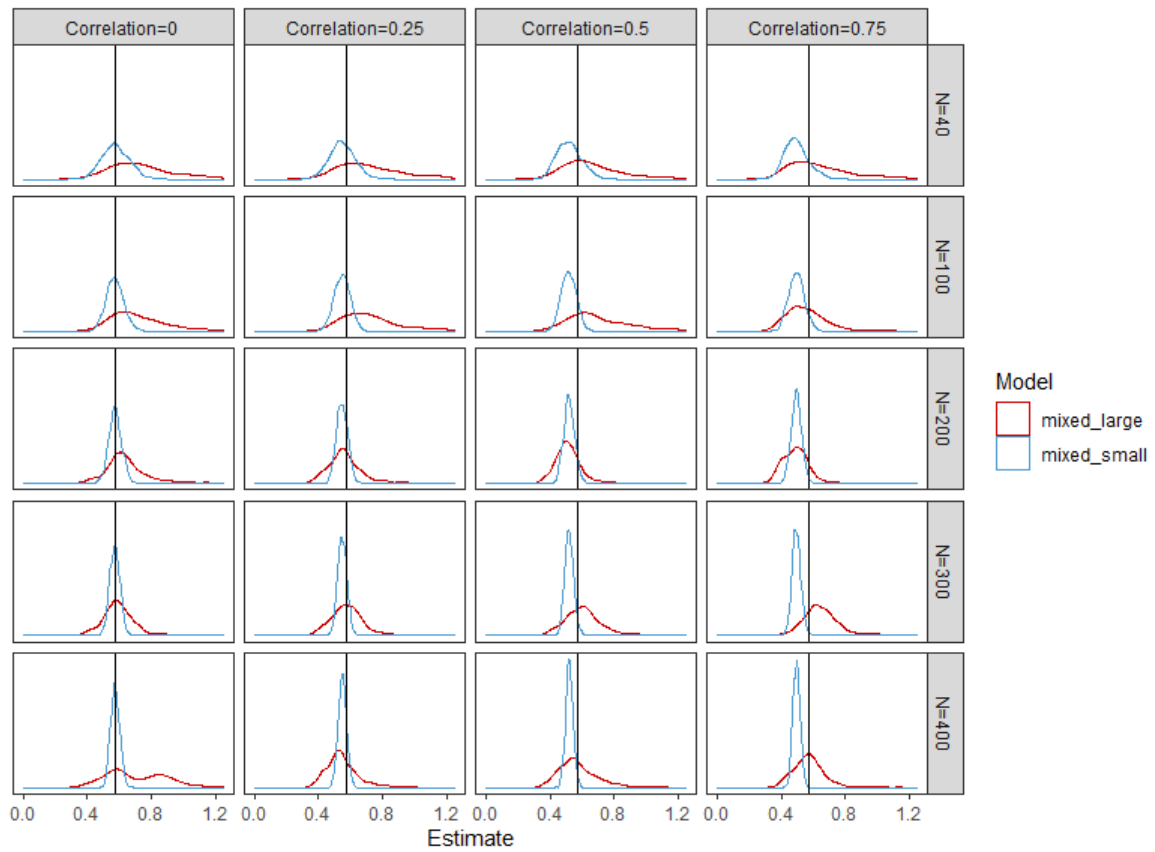 Correlation=0 Correlation=0.25 Correlation=0.5 Correlation=0.75
N=40
N=100
N=200
N=300
N=400
Model
mixed_large
mixed_small
0.0 0.4 0.8 1.2 0.0 0.4 0.8 1.2 0.0 0.4 0.8 1.2 0.0 0.4 0.8 1.2
Estimate